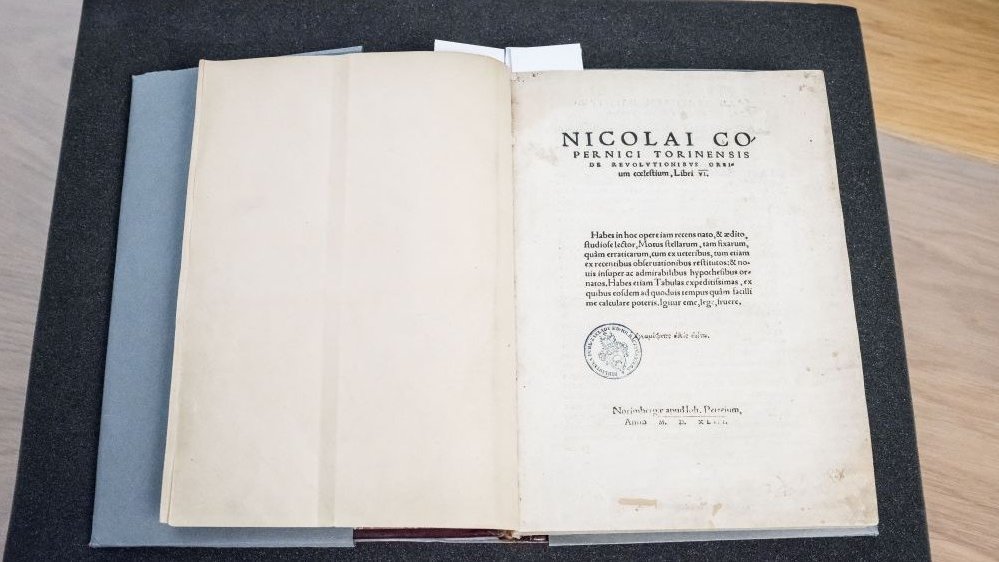 NICOLAI CO/
PERNICI TORINENSIS
DE REVOLVTIONIBVS ORBI-
um cœleſtium, Libri VI.
Habes in hoc opere iam recens nato, & ædito,
ſtudioſe lector, Motus ſtellarum, tam fixarum,
quàm erraticarum, cum ex ueteribus, tum etiam
ex recentibus obſeruationibus reſtitutos: & no-
uis inſuper ac admirabilibus hypotheſibus or-
natos. Habes etiam Tabulas expeditiſsimas, ex
quibus eoſdem ad quoduis tempus quàm facilli
me calculare poteris. Igitur eme, lege, fruere.
Norimbergæ apud Ioh. Petreium,
Anno M. D.